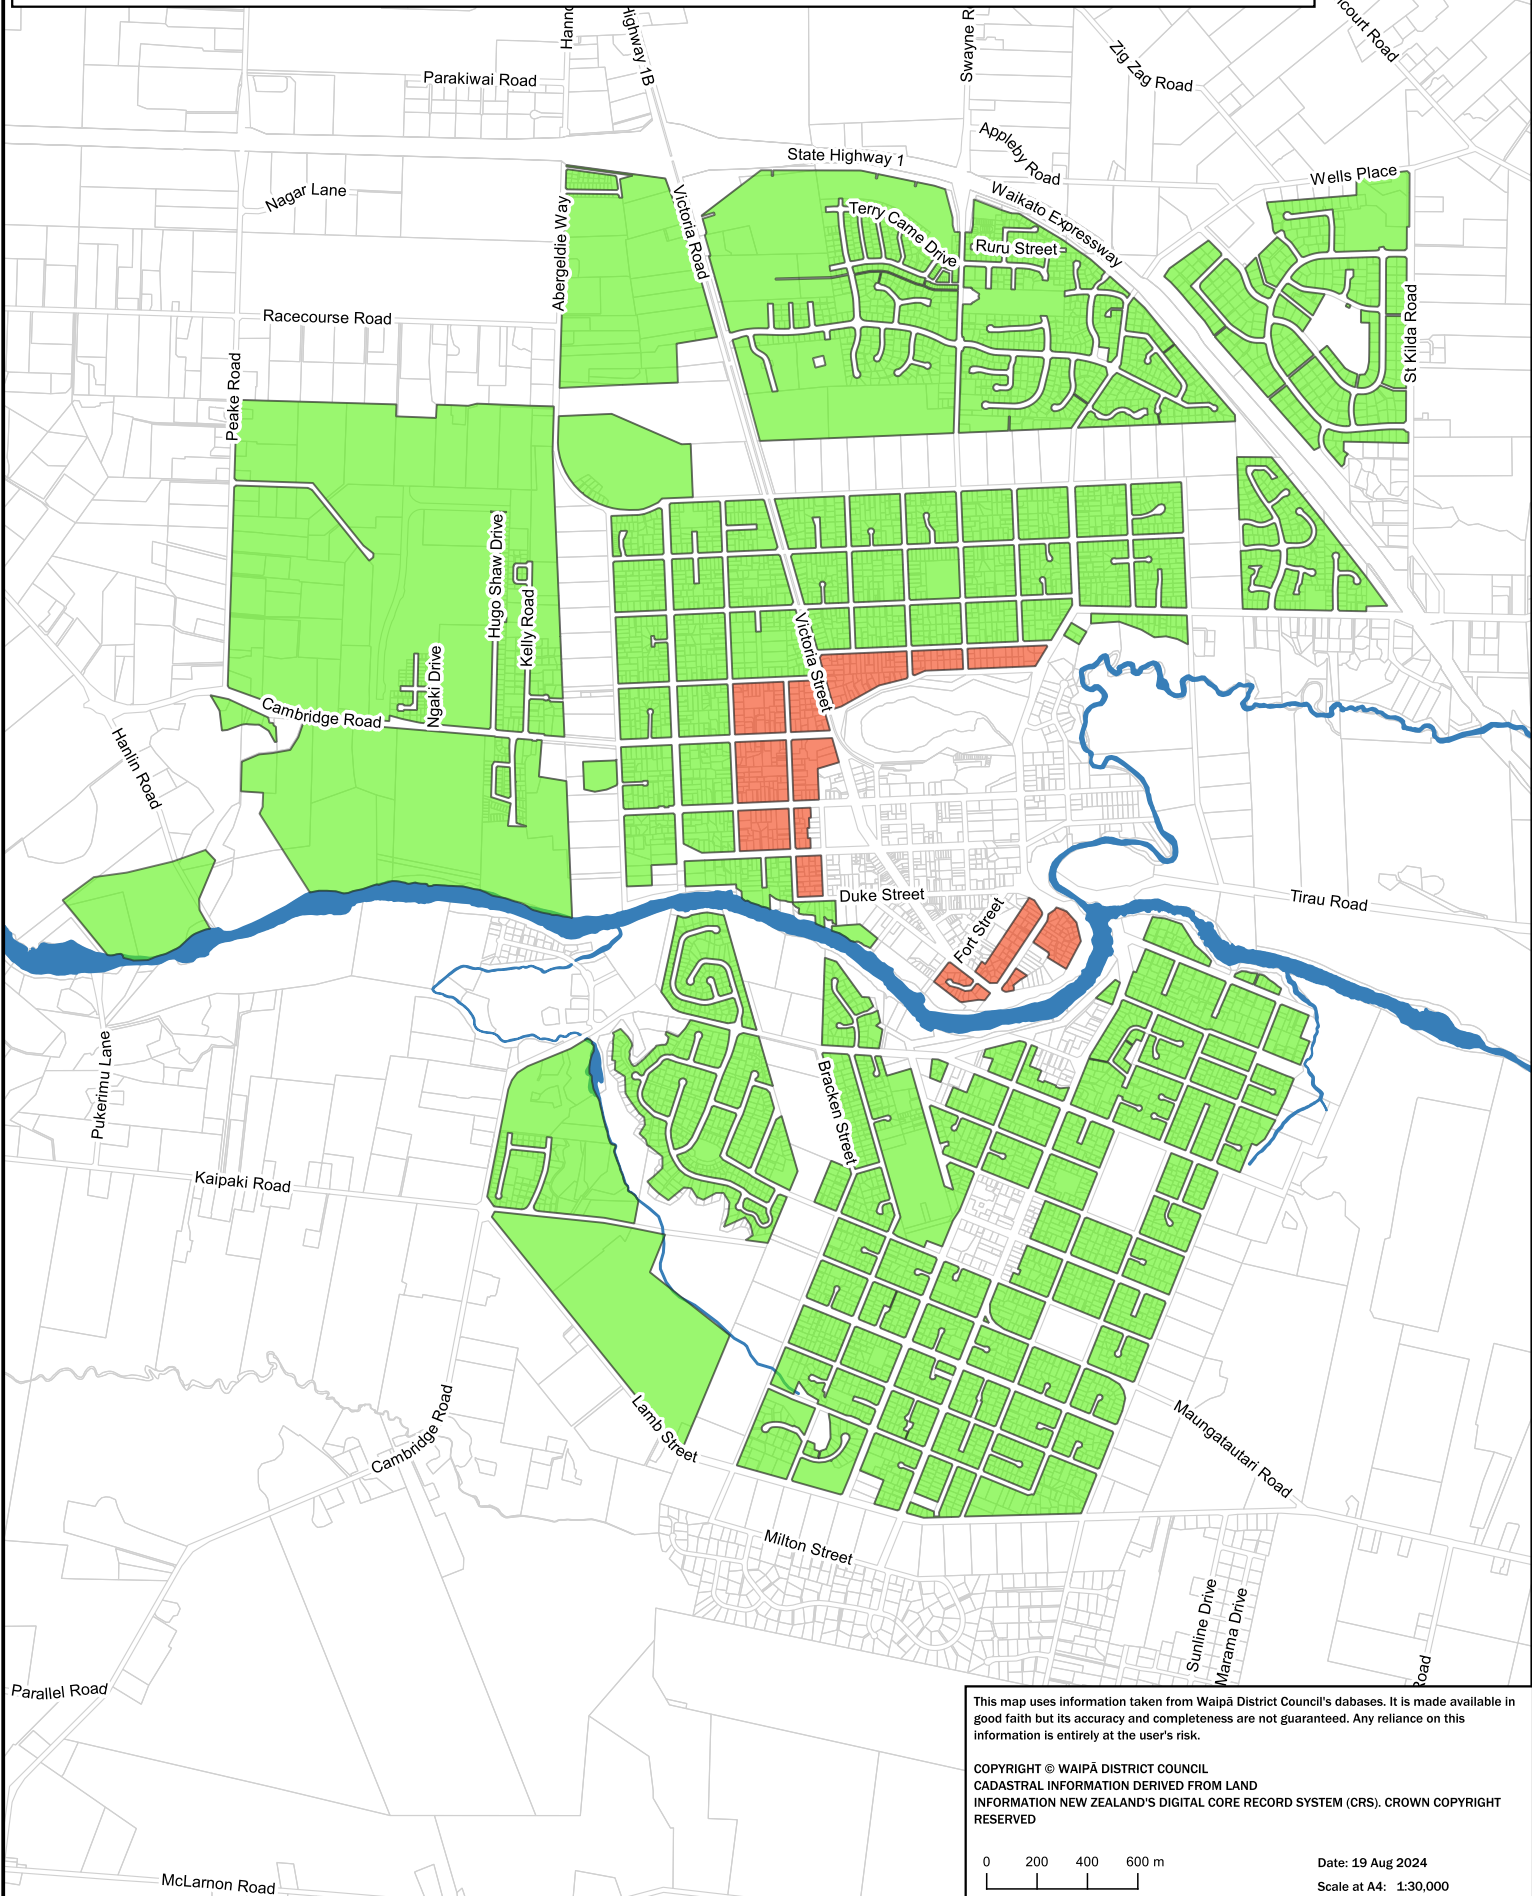 Parakiwai Road
Highway 1B
Zig Zag Road
State Highway 1
Appleby Road
Wells Place
Nagar Lane
Waikato Expressway
Abergeldie Way
Victoria Road
Terry Came Drive
Ruru Street
Racecourse Road
St Kilda Road
Peake Road
Hugo Shaw Drive
Kelly Road
Ngaki Drive
Victoria Street
Cambridge Road
Hanlin Road
Duke Street
Tirau Road
Fort Street
Pukerimu Lane
Bracken Street
Kaipaki Road
Cambridge Road
Lamb Street
Maungatautari Road
Milton Street
Sunline Drive
Marama Drive
Road
Parallel Road
McLarnon Road
This map uses information taken from Waipā District Council's dabases. It is made available in
good faith but its accuracy and completeness are not guaranteed. Any reliance on this
information is entirely at the user's risk.
COPYRIGHT © WAIPĀ DISTRICT COUNCIL
CADASTRAL INFORMATION DERIVED FROM LAND
INFORMATION NEW ZEALAND'S DIGITAL CORE RECORD SYSTEM (CRS). CROWN COPYRIGHT
RESERVED
0 200 400 600 m
Date: 19 Aug 2024
Scale at A4: 1:30,000